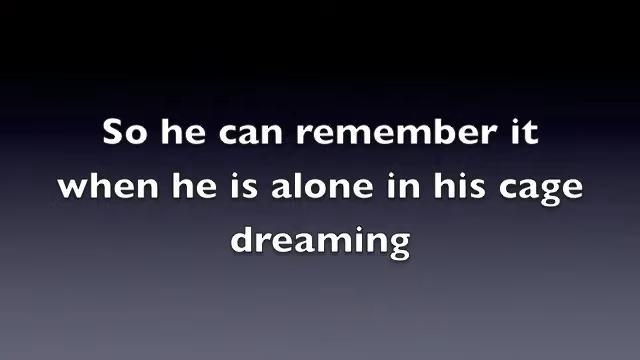 So he can remember it
when he is alone in his cage
dreaming